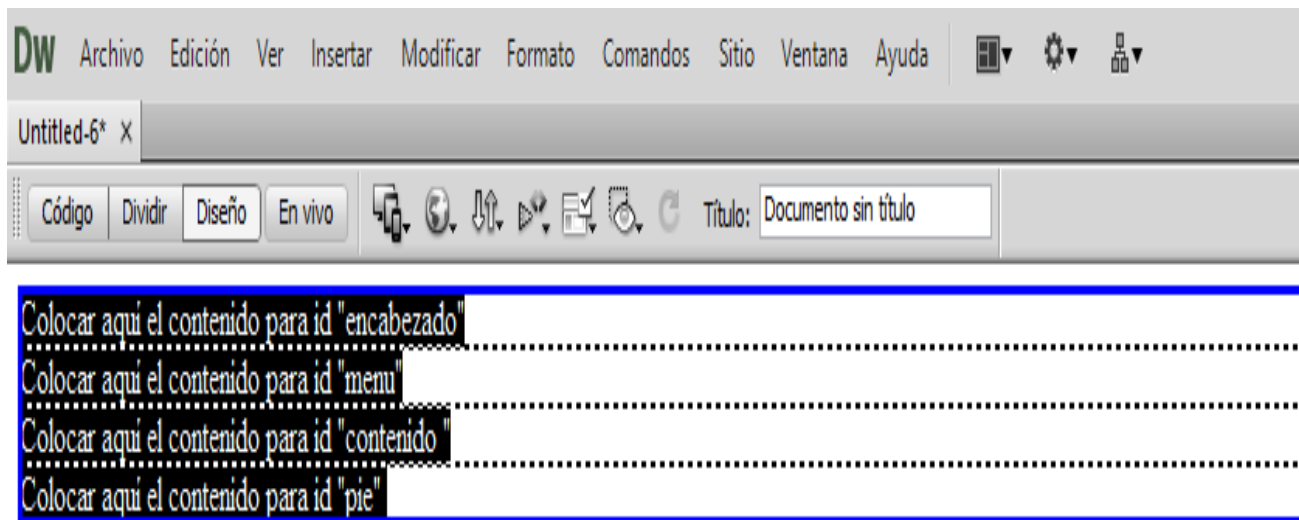 Dw Archivo Edición Ver Insertar Modificar Formato Comandos Sitio Ventana Ayuda
Untitled-6* ×
Código Dividir Diseño En vivo Título: Documento sin título
Colocar aquí el contenido para id "encabezado"
Colocar aquí el contenido para id "menu"
Colocar aquí el contenido para id "contenido "
Colocar aquí el contenido para id "pie"